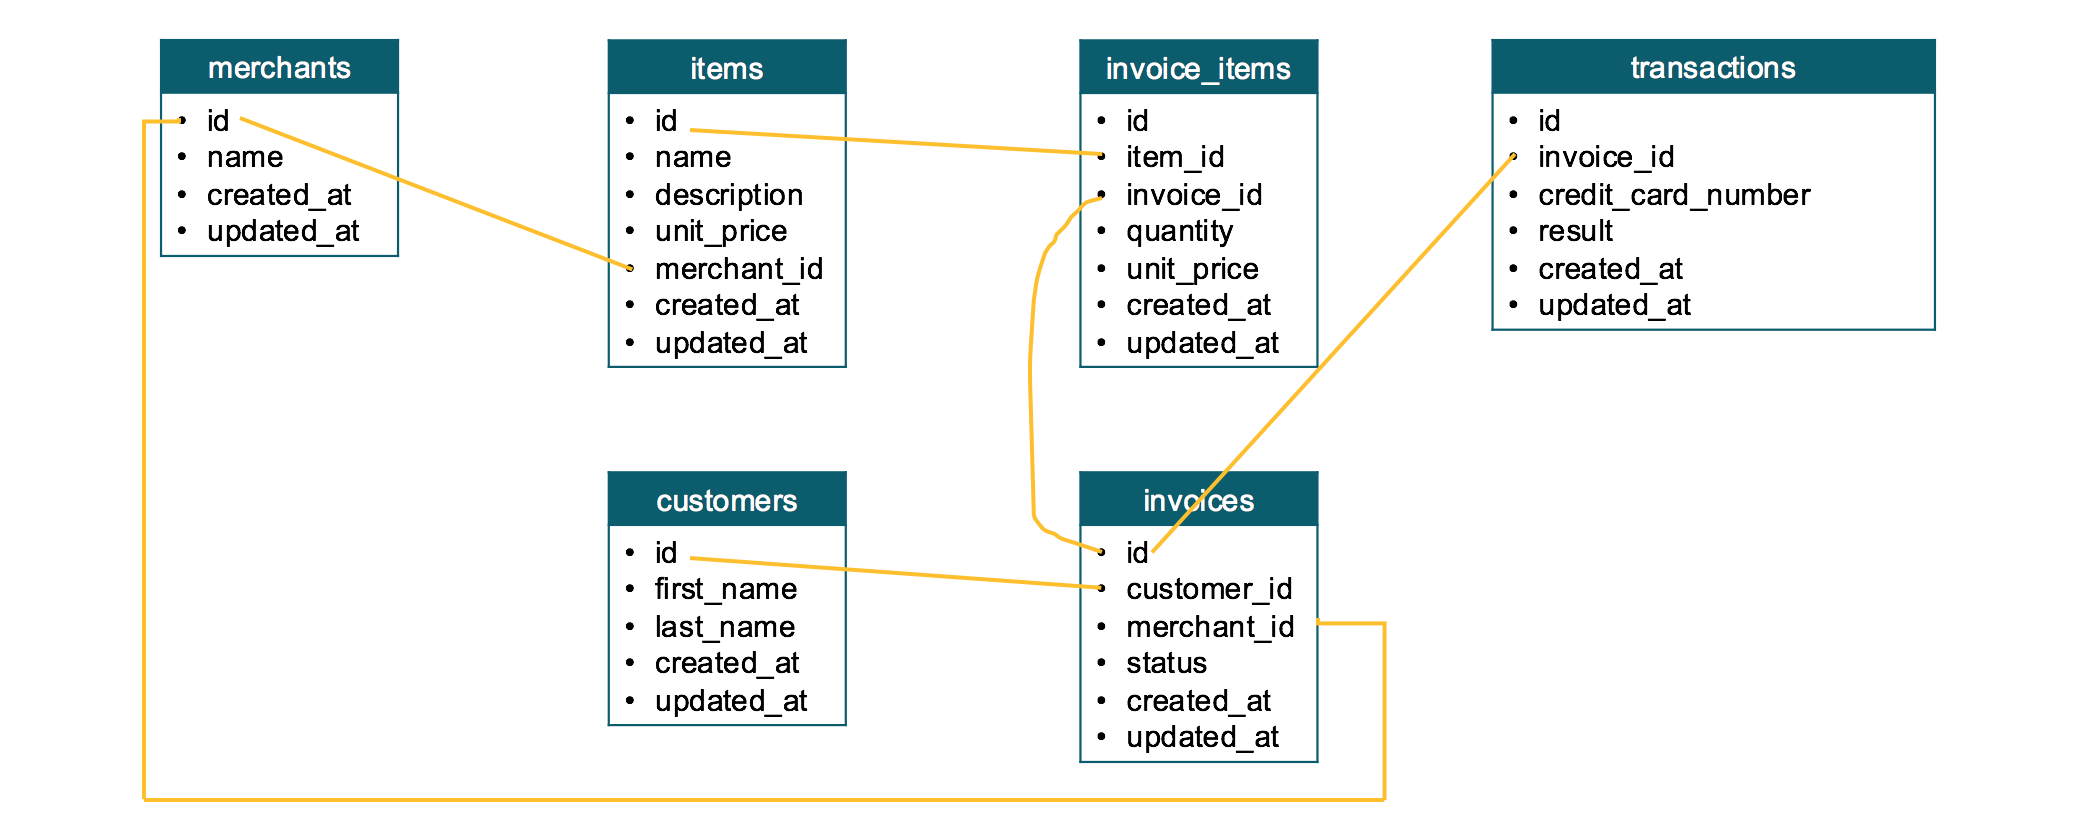 merchants
• id
• name
• created_at
• updated_at
items
• id
• name
• description
• unit_price
• merchant_id
• created_at
• updated_at
invoice_items
• id
• item_id
• invoice_id
• quantity
• unit_price
• created_at
• updated_at
transactions
• id
• invoice_id
• credit_card_number
• result
• created_at
• updated_at
customers
• id
• first_name
• last_name
• created_at
• updated_at
invoices
• id
• customer_id
• merchant_id
• status
• created_at
• updated_at